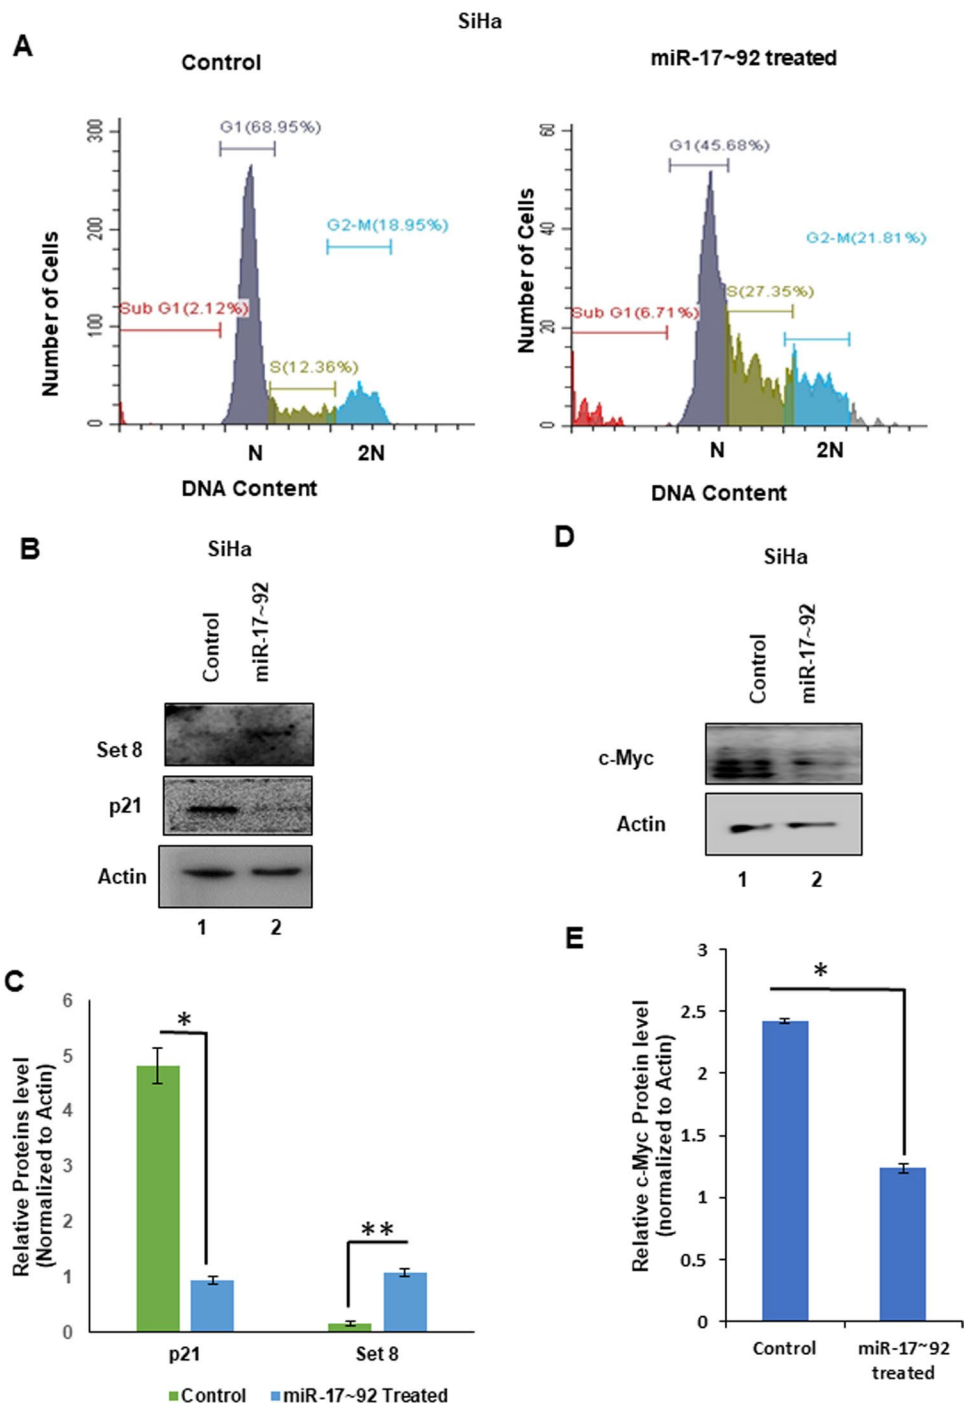 SiHa
A
Control
miR-17~92 treated
300
200
100
0
Number of Cells
G1(68.95%)
G2-M(18.95%)
Sub G1(2.12%)
S(12.36%)
N
2N
DNA Content
60
40
20
0
Number of Cells
G1(45.68%)
G2-M(21.81%)
S(27.35%)
Sub G1(6.71%)
N
2N
DNA Content
B
SiHa
Control
miR-17~92
Set 8
p21
Actin
1
2
D
SiHa
Control
miR-17~92
c-Myc
Actin
1
2
C
Relative Proteins level
(Normalized to Actin)
6
5
4
3
2
1
0
*
**
p21
Set 8
Control
miR-17~92 Treated
E
Relative c-Myc Protein level
(normalized to Actin)
3
2.5
2
1.5
1
0.5
0
*
Control
miR-17~92
treated